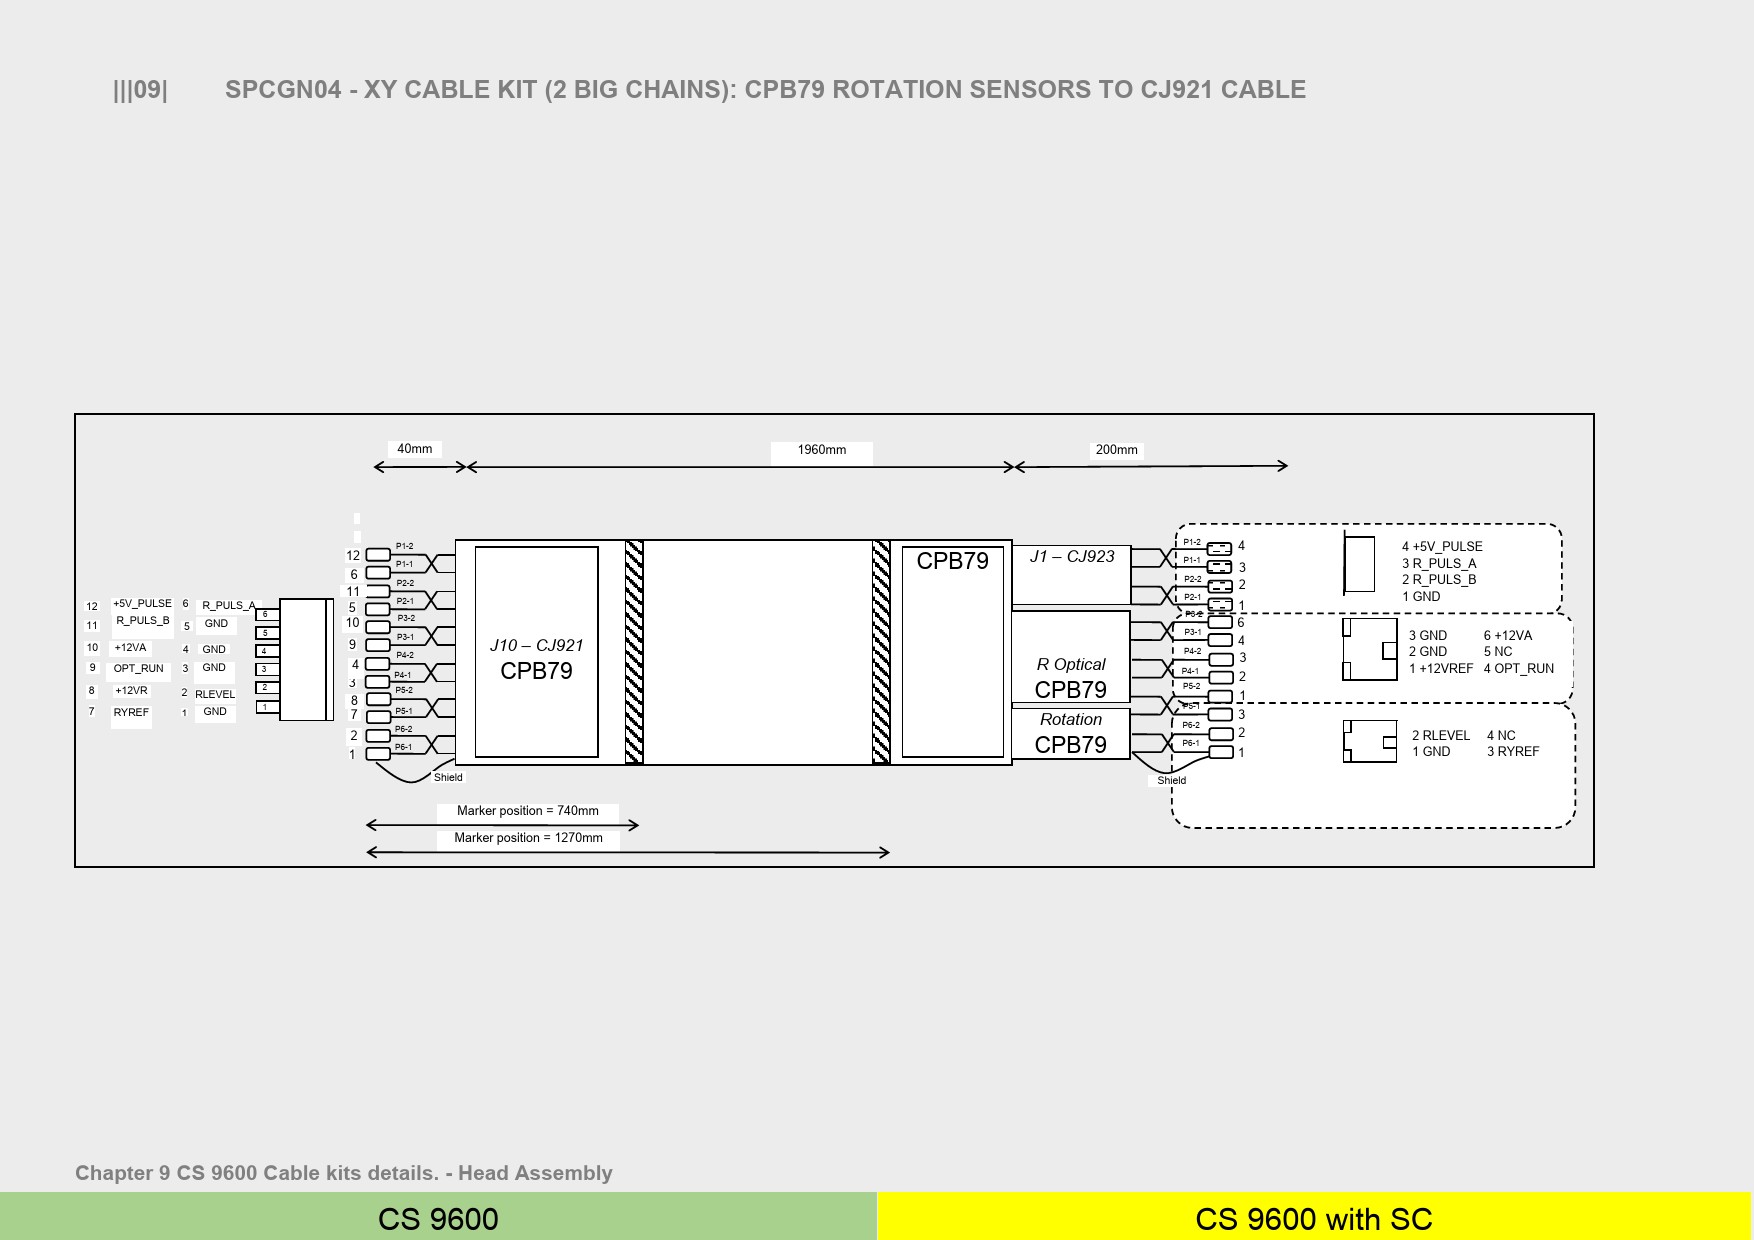 |||09| SPCGN04 - XY CABLE KIT (2 BIG CHAINS): CPB79 ROTATION SENSORS TO CJ921 CABLE
40mm
1960mm
200mm
12 +5V_PULSE 6 R_PULS_A
11 R_PULS_B 5 GND
10 +12VA 4 GND
9 OPT_RUN 3 GND
8 +12VR 2 RLEVEL
7 RYREF 1 GND
6
5
4
3
2
1
12 P1-2
6 P1-1
11 P2-2
5 P2-1
10 P3-2
9 P3-1
4 P4-2
3 P4-1
8 P5-2
7 P5-1
2 P6-2
1 P6-1
Shield
J10 – CJ921
CPB79
CPB79
J1 – CJ923
R Optical
CPB79
Rotation
CPB79
P1-2 4
P1-1 3
P2-2 2
P2-1 1
P3-2 6
P3-1 4
P4-2 3
P4-1 2
P5-2 1
P5-1 3
P6-2 2
P6-1 1
Shield
4 +5V_PULSE
3 R_PULS_A
2 R_PULS_B
1 GND
3 GND 6 +12VA
2 GND 5 NC
1 +12VREF 4 OPT_RUN
2 RLEVEL 4 NC
1 GND 3 RYREF
Marker position = 740mm
Marker position = 1270mm
Chapter 9 CS 9600 Cable kits details. - Head Assembly
CS 9600
CS 9600 with SC